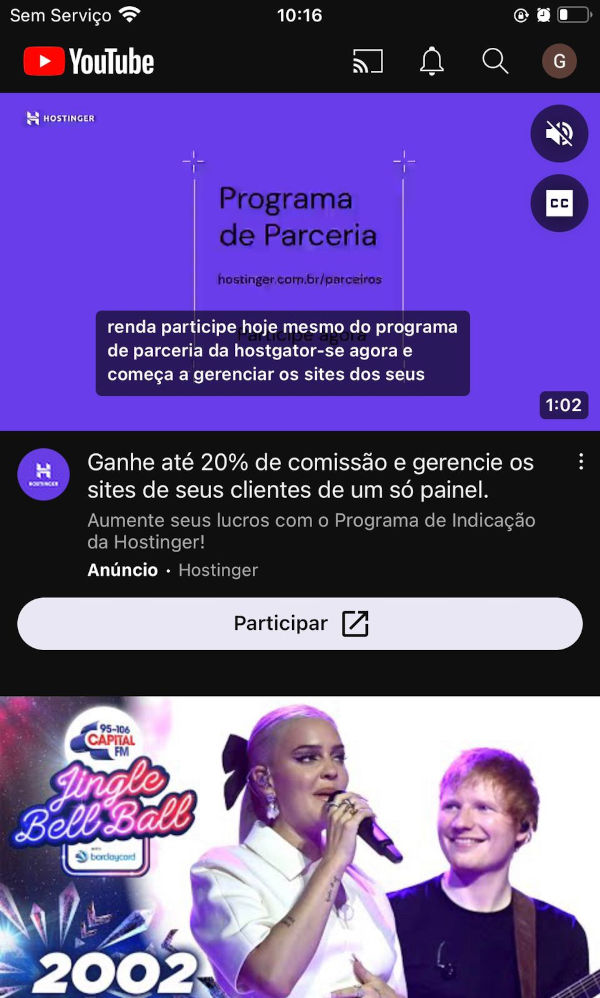 Sem Serviço
10:16
YouTube
G
HOSTINGER
CC
Programa
de Parceria
hostinger.com.br/parceiros
Participe agora
renda participe hoje mesmo do programa
de parceria da hostgator-se agora e
começa a gerenciar os sites dos seus
1:02
HOSTINGER
Ganhe até 20% de comissão e gerencie os
sites de seus clientes de um só painel.
Aumente seus lucros com o Programa de Indicação
da Hostinger!
Anúncio • Hostinger
Participar
95-106
CAPITAL
FM
Jingle
Bell Ball
WITH
barclaycard
2002